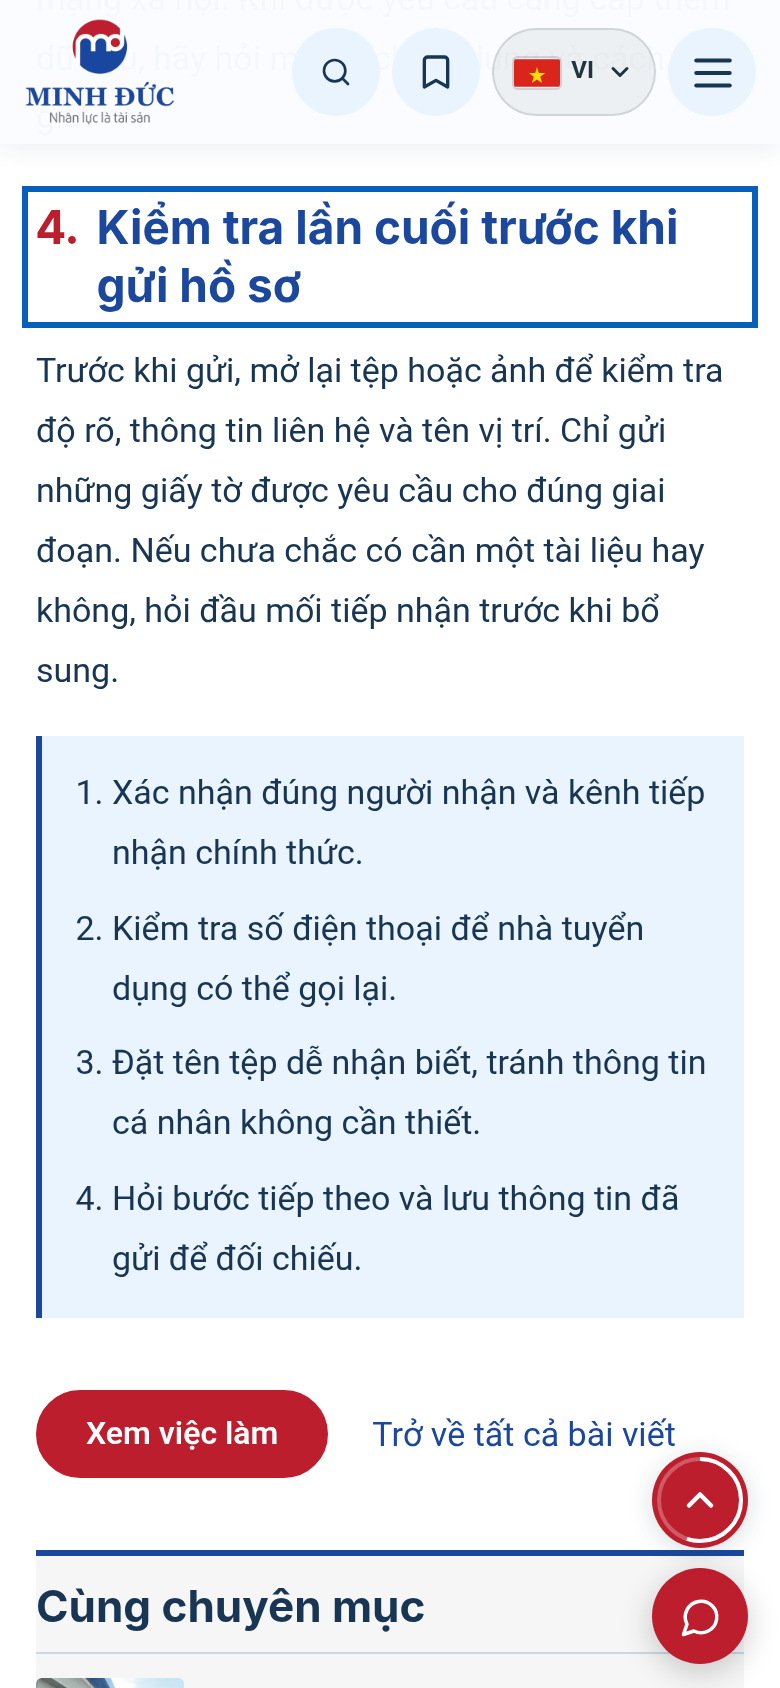 MINH ĐỨC
Nhân lực là tài sản
VI
4. Kiểm tra lần cuối trước khi
gửi hồ sơ
Trước khi gửi, mở lại tệp hoặc ảnh để kiểm tra
độ rõ, thông tin liên hệ và tên vị trí. Chỉ gửi
những giấy tờ được yêu cầu cho đúng giai
đoạn. Nếu chưa chắc có cần một tài liệu hay
không, hỏi đầu mối tiếp nhận trước khi bổ
sung.
1. Xác nhận đúng người nhận và kênh tiếp
nhận chính thức.
2. Kiểm tra số điện thoại để nhà tuyển
dụng có thể gọi lại.
3. Đặt tên tệp dễ nhận biết, tránh thông tin
cá nhân không cần thiết.
4. Hỏi bước tiếp theo và lưu thông tin đã
gửi để đối chiếu.
Xem việc làm
Trở về tất cả bài viết
Cùng chuyên mục